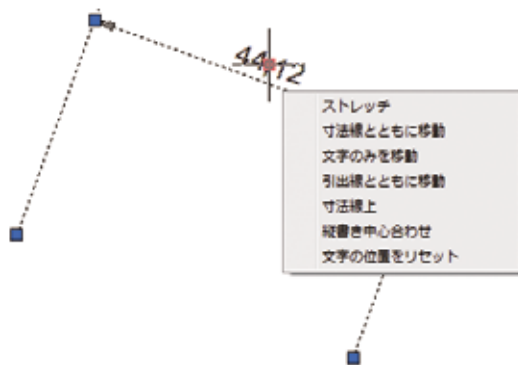 44,12
ストレッチ
寸法線とともに移動
文字のみを移動
引出線とともに移動
寸法線上
縦書き中心合わせ
文字の位置をリセット